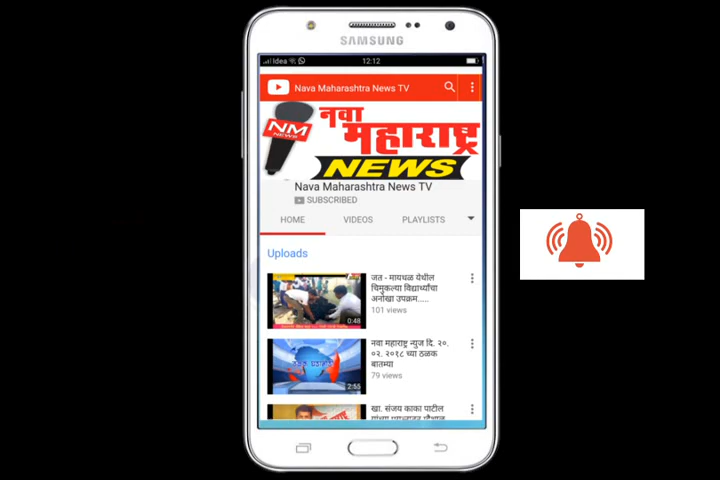 SAMSUNG
Idea 12:12
Nava Maharashtra News TV
नवा
महाराष्ट्र
NM
NEWS
NEWS
Nava Maharashtra News TV
SUBSCRIBED
HOME VIDEOS PLAYLISTS
Uploads
जत - मायथळ येथील
चिमुकल्या विद्यार्थ्यांचा
अनोखा उपक्रम.....
101 views
0:48
नवा महाराष्ट्र न्युज दि. २०.
०२. २०१८ च्या ठळक
बातम्या
79 views
2:55
खा. संजय काका पाटील